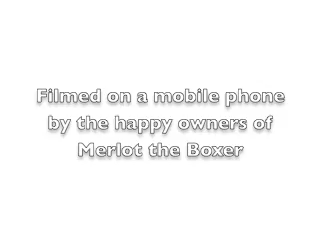 Filmed on a mobile phone
by the happy owners of
Merlot the Boxer